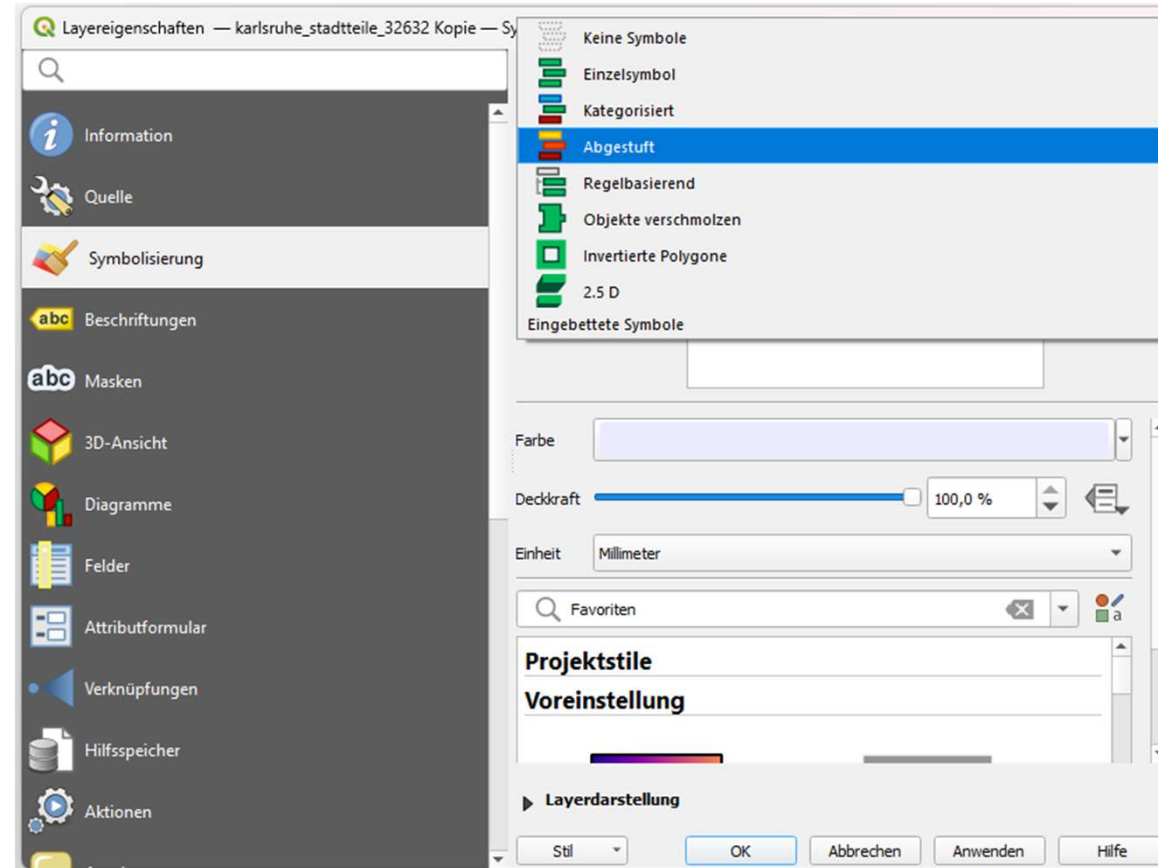 Layereigenschaften — karlsruhe_stadtteile_32632 Kopie — Sy
Information
Quelle
Symbolisierung
abc Beschriftungen
abc Masken
3D-Ansicht
Diagramme
Felder
Attributformular
Verknüpfungen
Hilfsspeicher
Aktionen
Keine Symbole
Einzelsymbol
Kategorisiert
Abgestuft
Regelbasierend
Objekte verschmolzen
Invertierte Polygone
2.5 D
Eingebettete Symbole
Farbe
Deckkraft 100,0 %
Einheit Millimeter
Favoriten a
Projektstile
Voreinstellung
Layerdarstellung
Stil OK Abbrechen Anwenden Hilfe